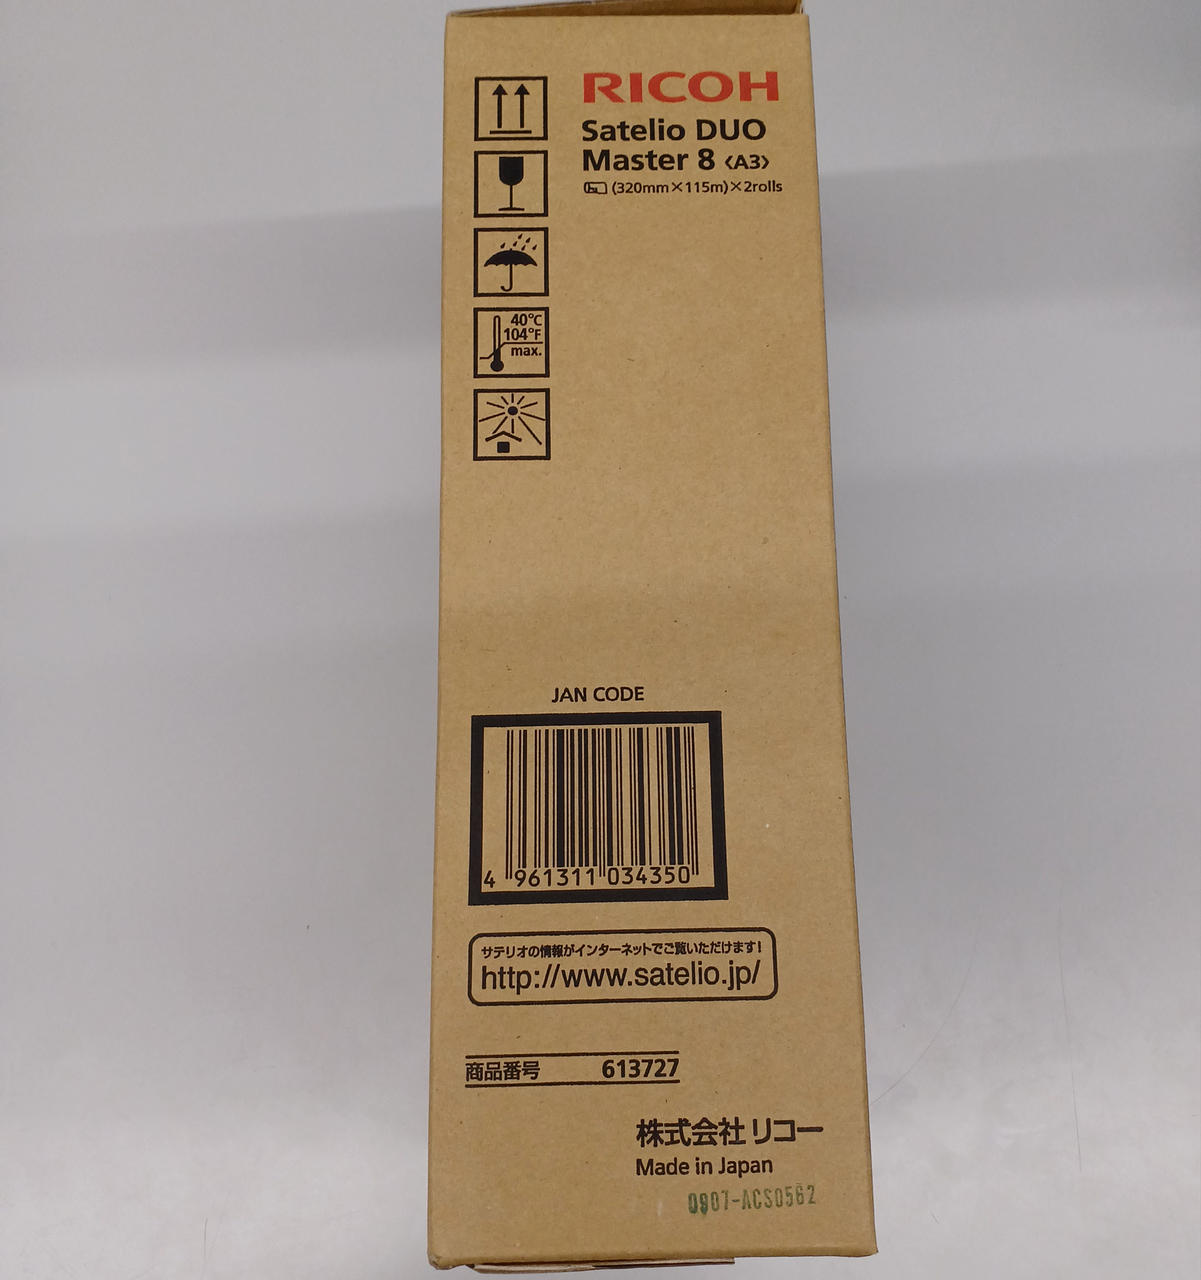 RICOH
Satelio DUO
Master 8 <A3>
(320mm×115m)×2rolls
40°C
104°F
max.
JAN CODE
4 961311 034350
サテリオの情報がインターネットでご覧いただけます!
http://www.satelio.jp/
商品番号 613727
株式会社 リコー
Made in Japan
0907-ACS0562